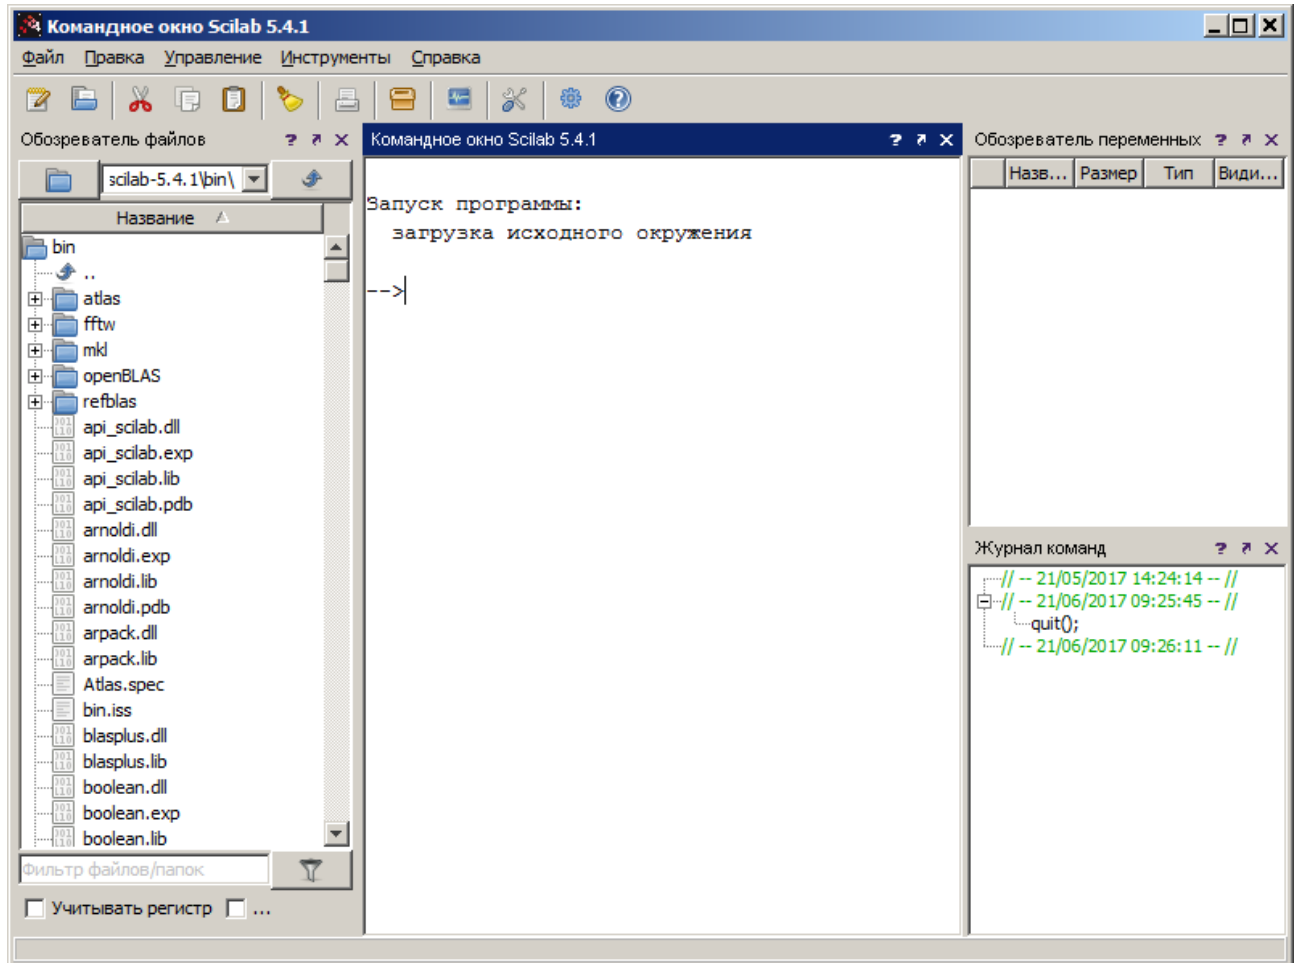 Командное окно Scilab 5.4.1
Файл Правка Управление Инструменты Справка
Обозреватель файлов
scilab-5.4.1\bin\
Название
bin
..
atlas
fftw
mkl
openBLAS
refblas
api_scilab.dll
api_scilab.exp
api_scilab.lib
api_scilab.pdb
arnoldi.dll
arnoldi.exp
arnoldi.lib
arnoldi.pdb
arpack.dll
arpack.lib
Atlas.spec
bin.iss
blasplus.dll
blasplus.lib
boolean.dll
boolean.exp
boolean.lib
Фильтр файлов/папок
Учитывать регистр ...
Командное окно Scilab 5.4.1
Запуск программы:
загрузка исходного окружения
-->
Обозреватель переменных
Назв... Размер Тип Види...
Журнал команд
// -- 21/05/2017 14:24:14 -- //
// -- 21/06/2017 09:25:45 -- //
quit();
// -- 21/06/2017 09:26:11 -- //